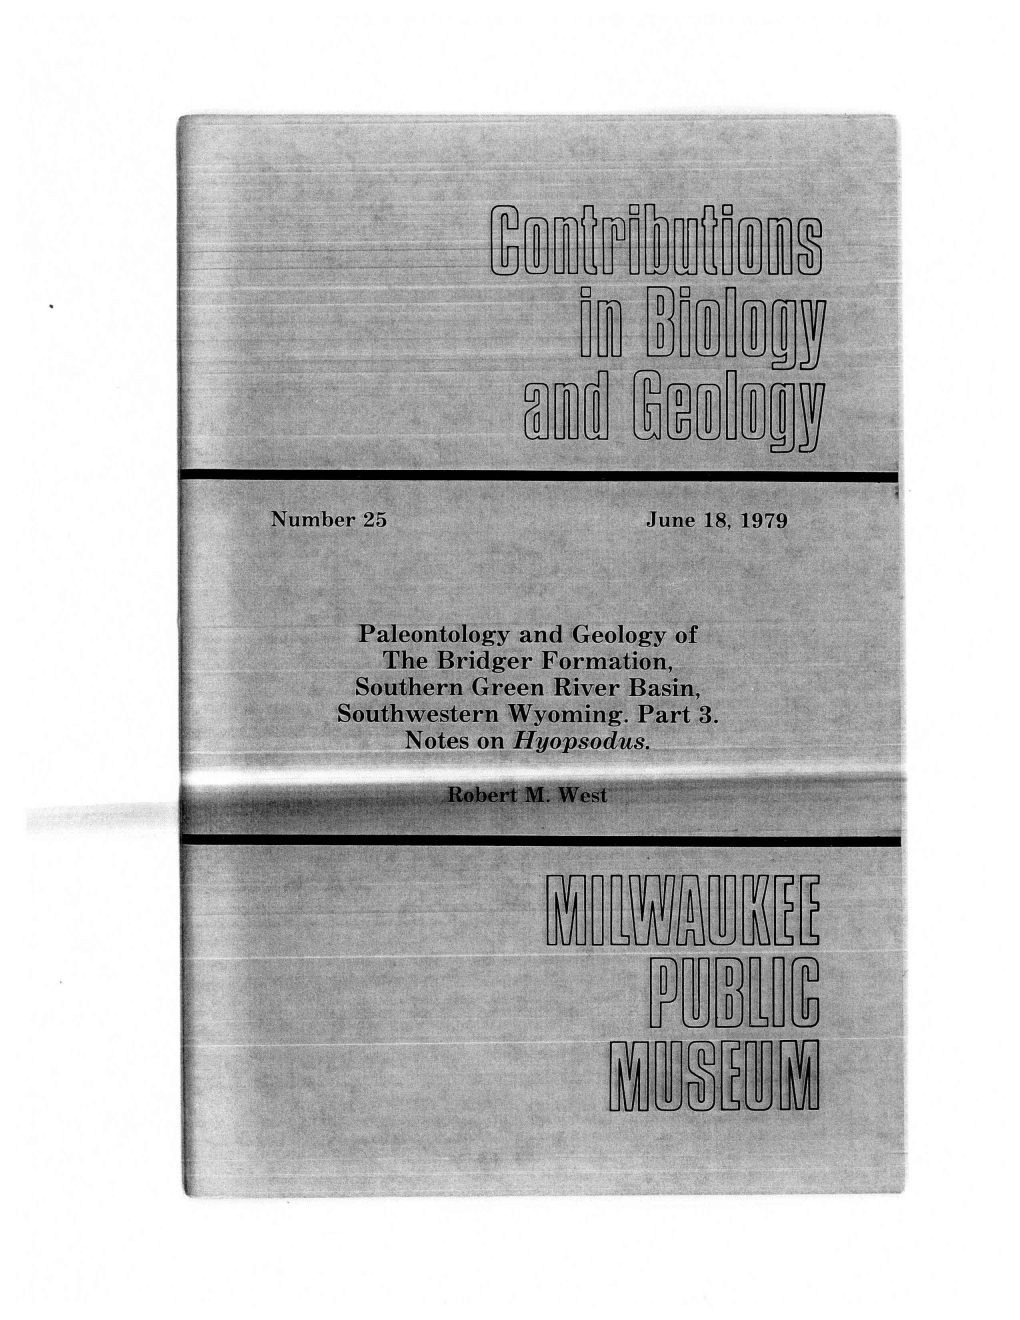 Contributions
in Biology
and Geology
Number 25 June 18, 1979
Paleontology and Geology of
The Bridger Formation,
Southern Green River Basin,
Southwestern Wyoming. Part 3.
Notes on Hyopsodus.
Robert M. West
MILWAUKEE
PUBLIC
MUSEUM